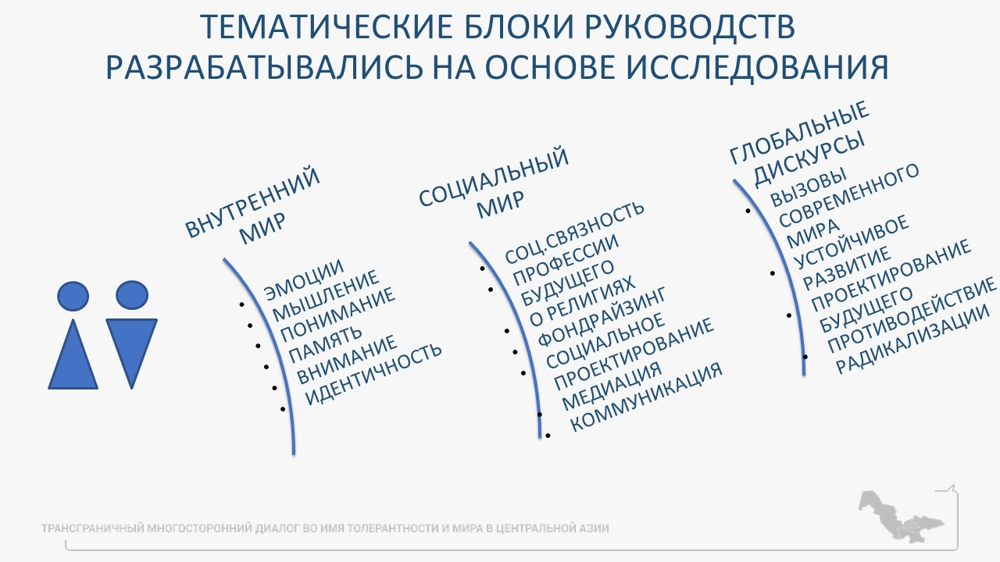 ТЕМАТИЧЕСКИЕ БЛОКИ РУКОВОДСТВ
РАЗРАБАТЫВАЛИСЬ НА ОСНОВЕ ИССЛЕДОВАНИЯ
ВНУТРЕННИЙ
МИР
ЭМОЦИИ
МЫШЛЕНИЕ
ПОНИМАНИЕ
ПАМЯТЬ
ВНИМАНИЕ
ИДЕНТИЧНОСТЬ
СОЦИАЛЬНЫЙ
МИР
СОЦ.СВЯЗНОСТЬ
ПРОФЕССИИ
БУДУЩЕГО
О РЕЛИГИЯХ
ФОНДРАЙЗИНГ
СОЦИАЛЬНОЕ
ПРОЕКТИРОВАНИЕ
МЕДИАЦИЯ
КОММУНИКАЦИЯ
ГЛОБАЛЬНЫЕ
ДИСКУРСЫ
ВЫЗОВЫ
СОВРЕМЕННОГО
МИРА
УСТОЙЧИВОЕ
РАЗВИТИЕ
ПРОЕКТИРОВАНИЕ
БУДУЩЕГО
ПРОТИВОДЕЙСТВИЕ
РАДИКАЛИЗАЦИИ
ТРАНСГРАНИЧНЫЙ МНОГОСТОРОННИЙ ДИАЛОГ ВО ИМЯ ТОЛЕРАНТНОСТИ И МИРА В ЦЕНТРАЛЬНОЙ АЗИИ